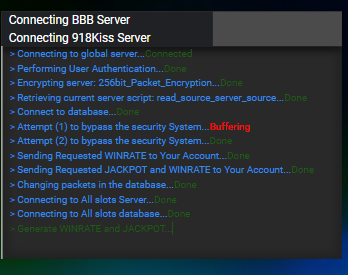 Connecting BBB Server
Connecting 918Kiss Server
> Connecting to global server...Connected
> Performing User Authentication...Done
> Encrypting server: 256bit_Packet_Encryption...Done
> Retrieving current server script: read_source_server_source...Done
> Connect to database...Done
> Attempt (1) to bypass the security System...Buffering
> Attempt (2) to bypass the security System...Done
> Sending Requested WINRATE to Your Account...Done
> Sending Requested JACKPOT and WINRATE to Your Account...Done
> Changing packets in the database...Done
> Connecting to All slots Server...Done
> Connecting to All slots database...Done
> Generate WINRATE and JACKPOT...|